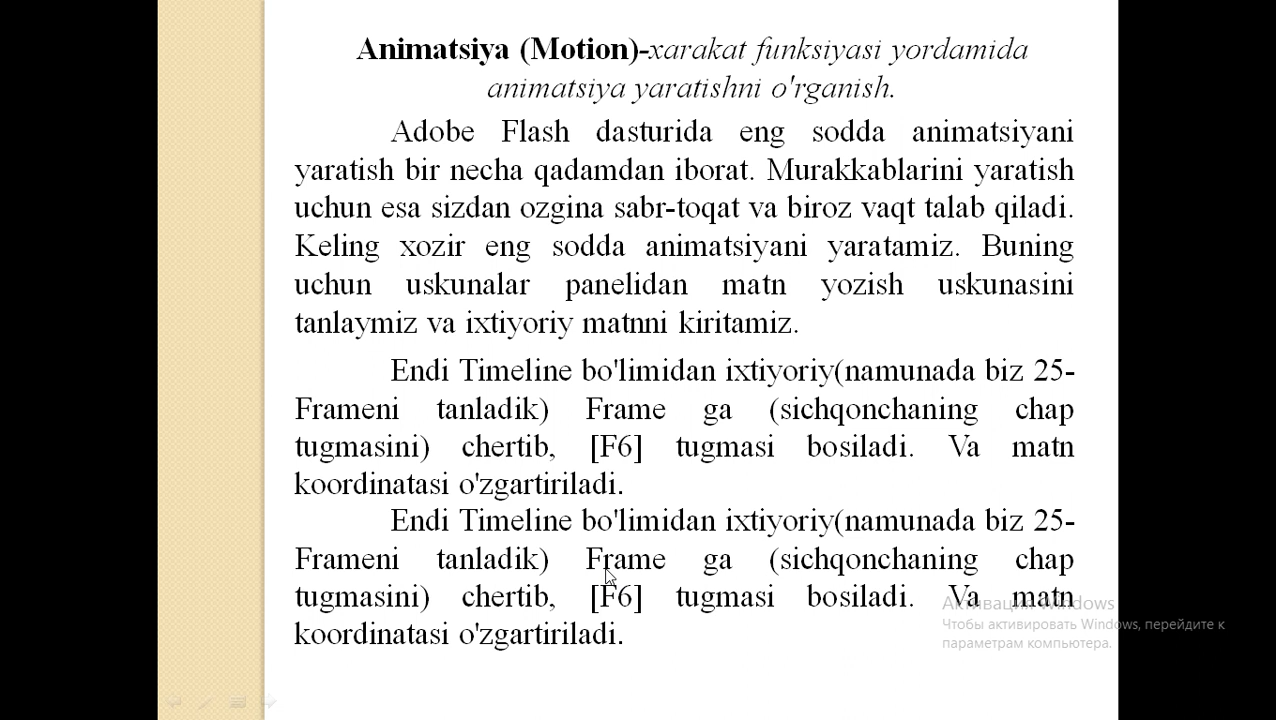 Animatsiya (Motion)-xarakat funksiyasi yordamida
animatsiya yaratishni o'rganish.
Adobe Flash dasturida eng sodda animatsiyani
yaratish bir necha qadamdan iborat. Murakkablarini yaratish
uchun esa sizdan ozgina sabr-toqat va biroz vaqt talab qiladi.
Keling xozir eng sodda animatsiyani yaratamiz. Buning
uchun uskunalar panelidan matn yozish uskunasini
tanlaymiz va ixtiyoriy matnni kiritamiz.
Endi Timeline bo'limidan ixtiyoriy(namunada biz 25-
Frameni tanladik) Frame ga (sichqonchaning chap
tugmasini) chertib, [F6] tugmasi bosiladi. Va matn
koordinatasi o'zgartiriladi.
Endi Timeline bo'limidan ixtiyoriy(namunada biz 25-
Frameni tanladik) Frame ga (sichqonchaning chap
tugmasini) chertib, [F6] tugmasi bosiladi. Va matn
koordinatasi o'zgartiriladi.
Активация Windows
Чтобы активировать Windows, перейдите к
параметрам компьютера.